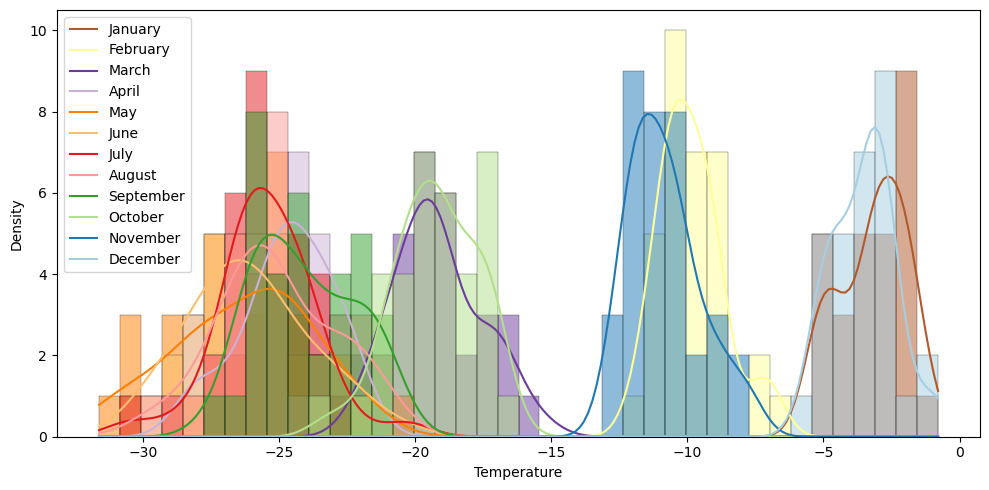 January
February
March
April
May
June
July
August
September
October
November
December
10
8
6
4
2
0
Density
−30
−25
−20
−15
−10
−5
0
Temperature